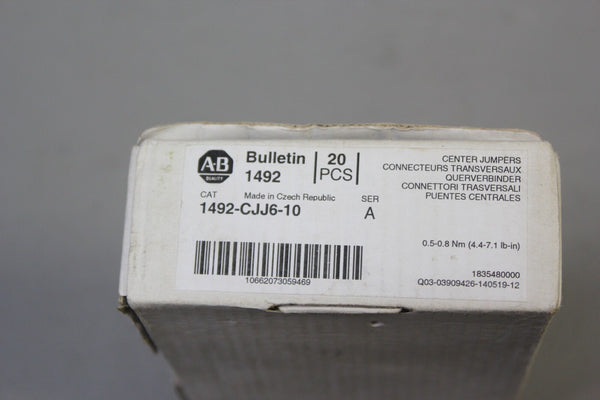 A-B
QUALITY
Bulletin 1492
20 PCS
CENTER JUMPERS
CONNECTEURS TRANSVERSAUX
QUERVERBINDER
CONNETTORI TRASVERSALI
PUENTES CENTRALES
CAT
Made in Czech Republic
SER
1492-CJJ6-10
A
0.5-0.8 Nm (4.4-7.1 lb-in)
10662073059469
1835480000
Q03-03909426-140519-12